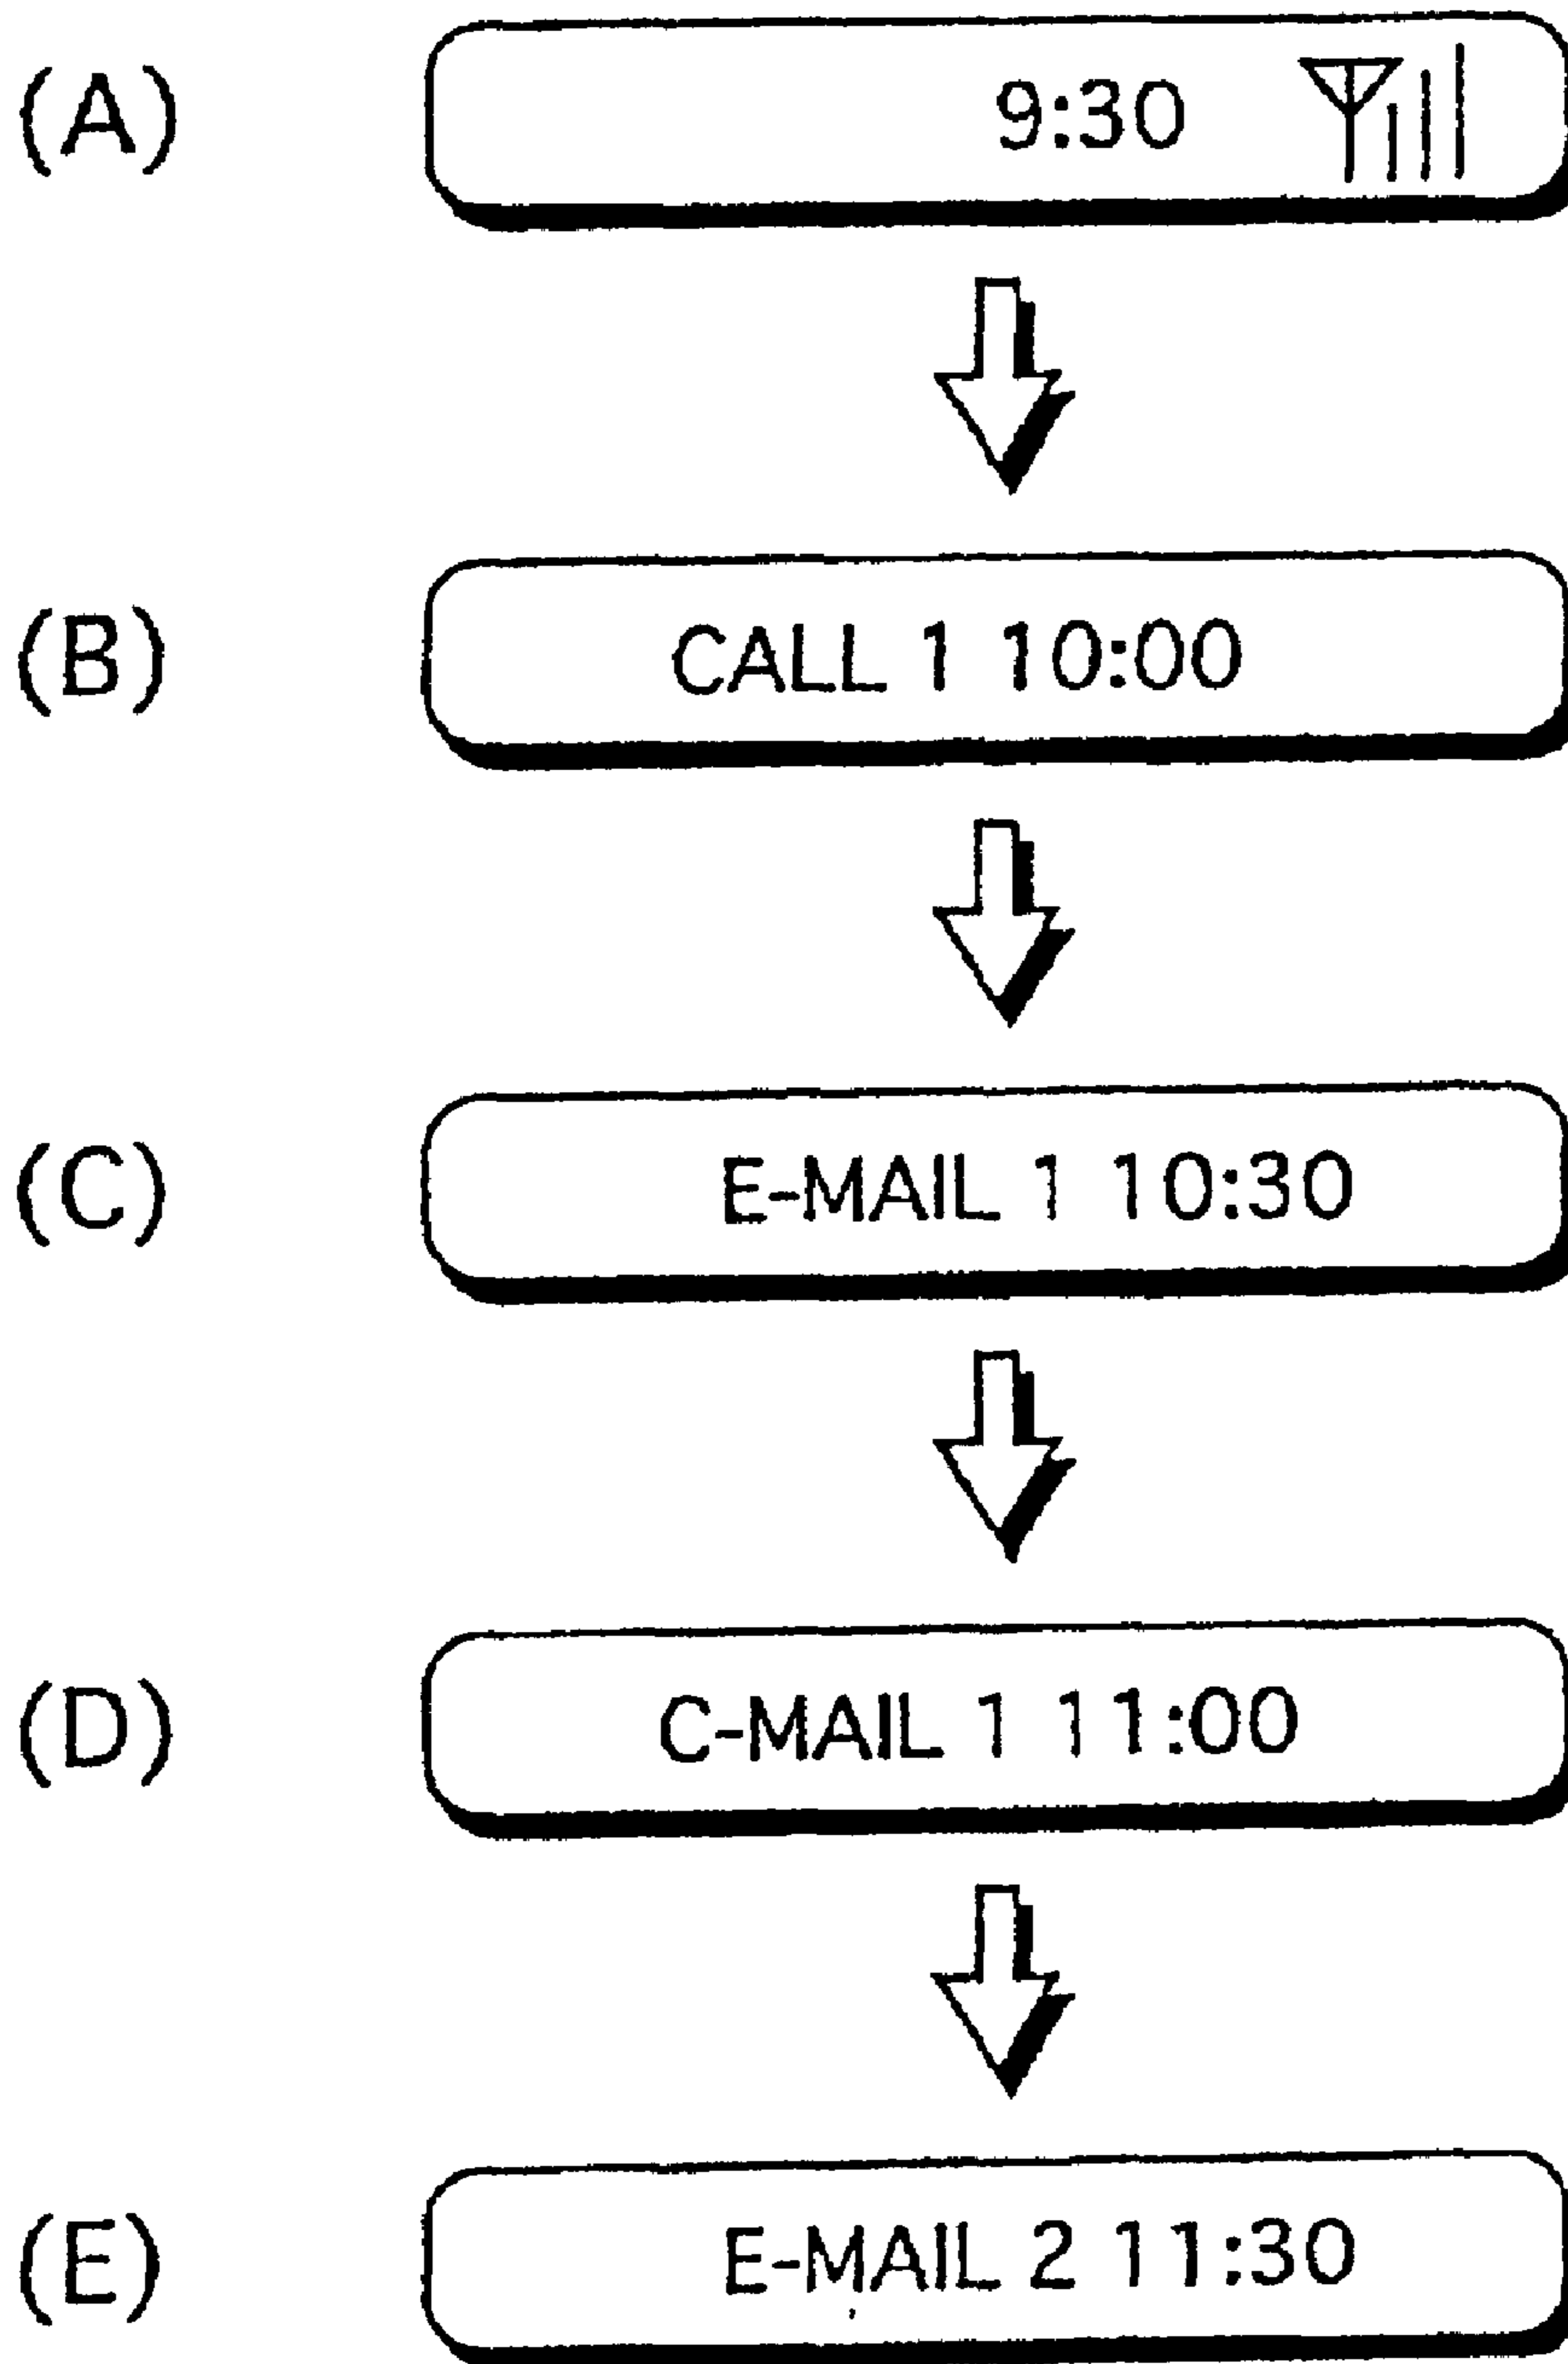 (A) 9:30
(B) CALL 1 10:00
(C) E-MAIL 1 10:30
(D) C-MAIL 1 11:00
(E) E-MAIL 2 11:30